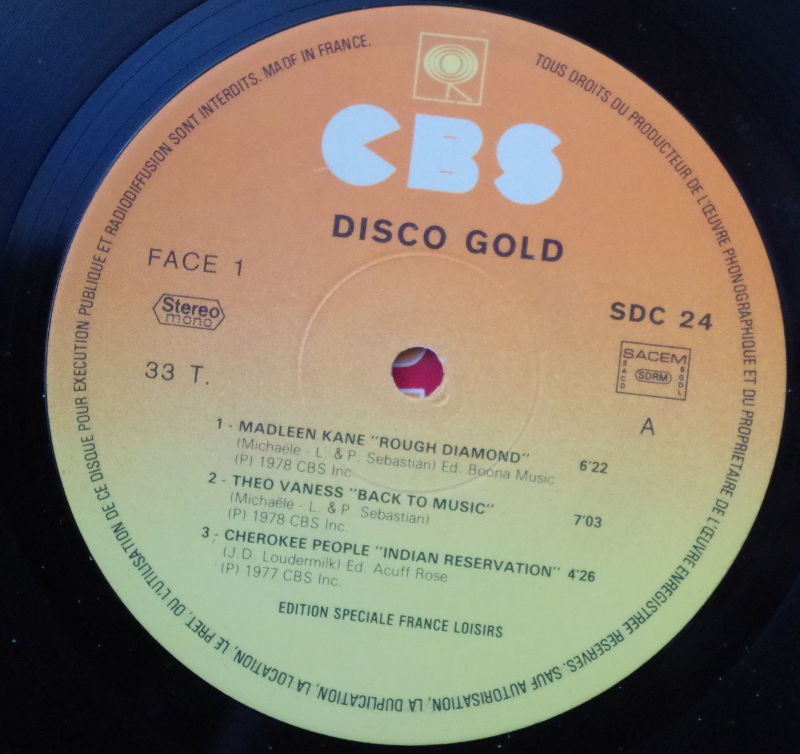 TOUS DROITS DU PRODUCTEUR DE L'ŒUVRE PHONOGRAPHIQUE ET DU PROPRIETAIRE DE L'ŒUVRE ENREGISTREE RESERVES. SAUF AUTORISATION, LA DUPLICATION, LA LOCATION, LE PRET, OU L'UTILISATION DE CE DISQUE POUR EXECUTION PUBLIQUE ET RADIODIFFUSION SONT INTERDITS. MADE IN FRANCE.
CBS
DISCO GOLD
FACE 1
Stereo
mono
33 T.
SDC 24
SACEM
SACD
SDRM
SGDL
A
1 - MADLEEN KANE "ROUGH DIAMOND" 6'22
(Michaële - L. & P. Sebastian) Ed. Boona Music
(P) 1978 CBS Inc.
2 - THEO VANESS "BACK TO MUSIC" 7'03
(Michaële - L. & P. Sebastian)
(P) 1978 CBS Inc.
3 - CHEROKEE PEOPLE "INDIAN RESERVATION" 4'26
(J.D. Loudermilk) Ed. Acuff Rose
(P) 1977 CBS Inc.
EDITION SPECIALE FRANCE LOISIRS